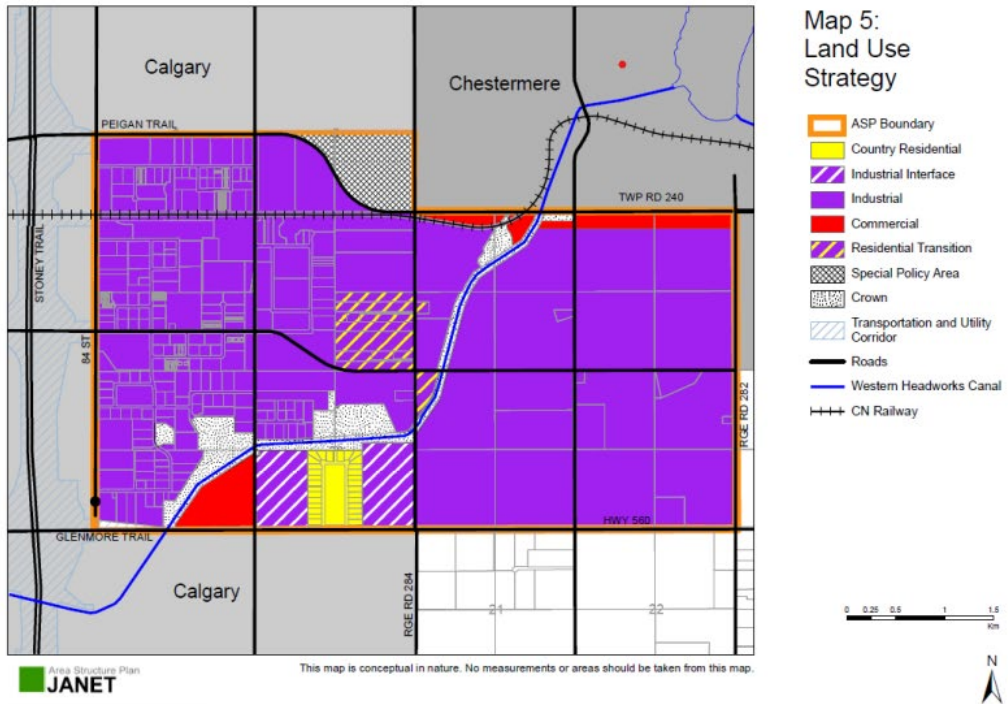 Map 5:
Land Use
Strategy
Calgary
Chestermere
PEIGAN TRAIL
TWP RD 240
STONEY TRAIL
84 ST
RGE RD 282
HWY 560
GLENMORE TRAIL
Calgary
RGE RD 284
21
22
ASP Boundary
Country Residential
Industrial Interface
Industrial
Commercial
Residential Transition
Special Policy Area
Crown
Transportation and Utility
Corridor
Roads
Western Headworks Canal
CN Railway
0 0.25 0.5 1 1.5
Km
N
Area Structure Plan
JANET
This map is conceptual in nature. No measurements or areas should be taken from this map.